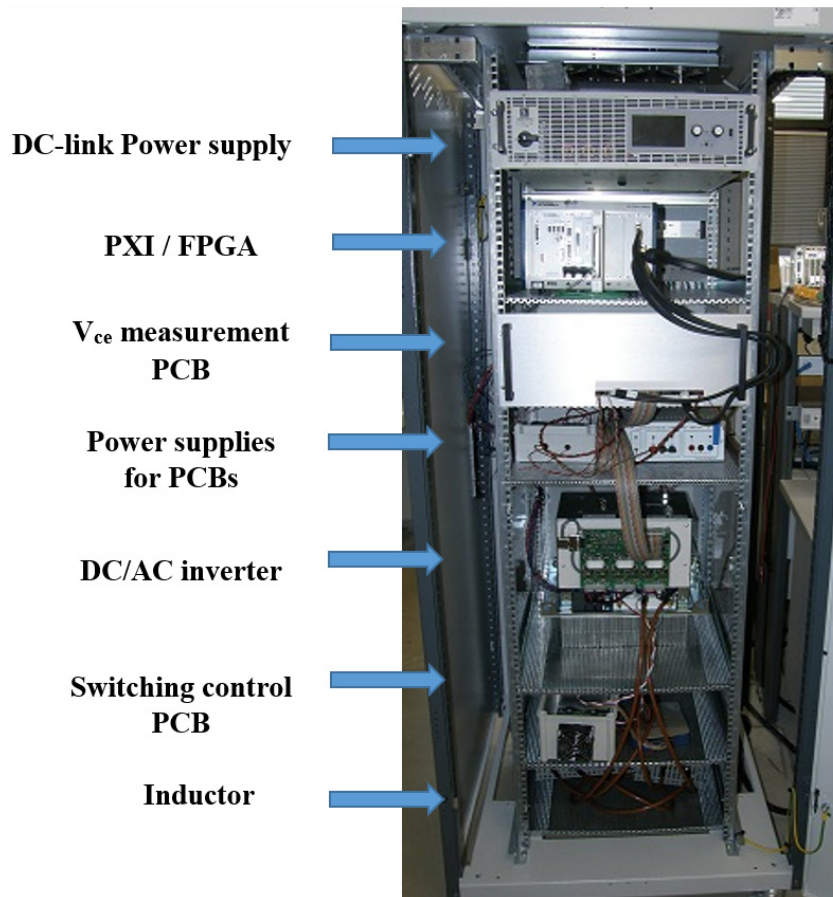 DC-link Power supply
PXI / FPGA
Vce measurement
PCB
Power supplies
for PCBs
DC/AC inverter
Switching control
PCB
Inductor